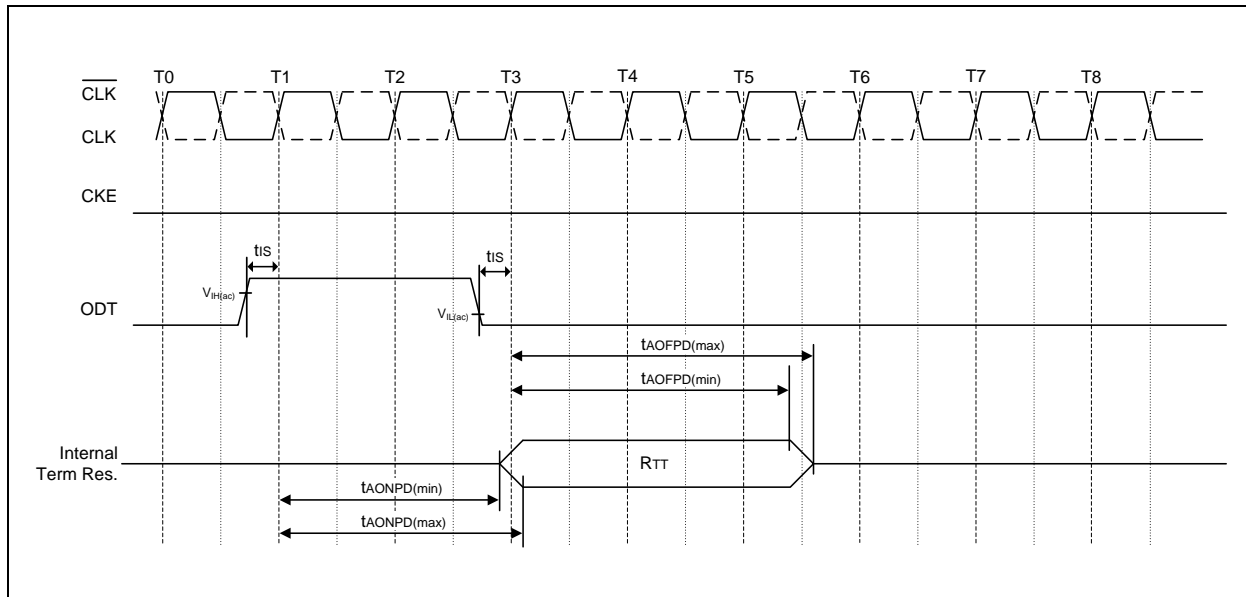 T0 T1 T2 T3 T4 T5 T6 T7 T8
CLK
CLK
CKE
tIS
tIS
VIH(ac)
ODT
VIL(ac)
tAOFPD(max)
tAOFPD(min)
Internal
Term Res.
RTT
tAONPD(min)
tAONPD(max)